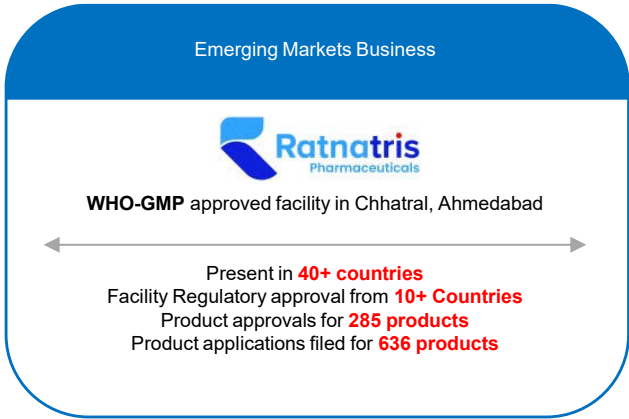 Emerging Markets Business
Ratnatris
Pharmaceuticals
WHO-GMP approved facility in Chhatral, Ahmedabad
Present in 40+ countries
Facility Regulatory approval from 10+ Countries
Product approvals for 285 products
Product applications filed for 636 products